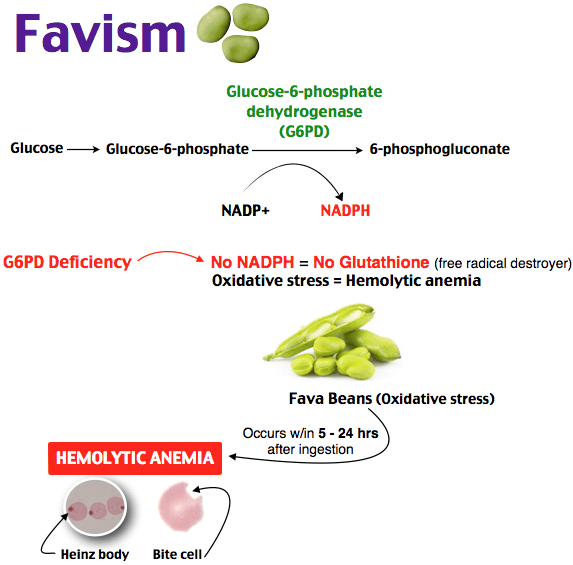 Favism
Glucose-6-phosphate
dehydrogenase
(G6PD)
Glucose
Glucose-6-phosphate
6-phosphogluconate
NADP+
NADPH
G6PD Deficiency
No NADPH = No Glutathione (free radical destroyer)
Oxidative stress = Hemolytic anemia
Fava Beans (Oxidative stress)
Occurs w/in 5 - 24 hrs
after ingestion
HEMOLYTIC ANEMIA
Heinz body
Bite cell